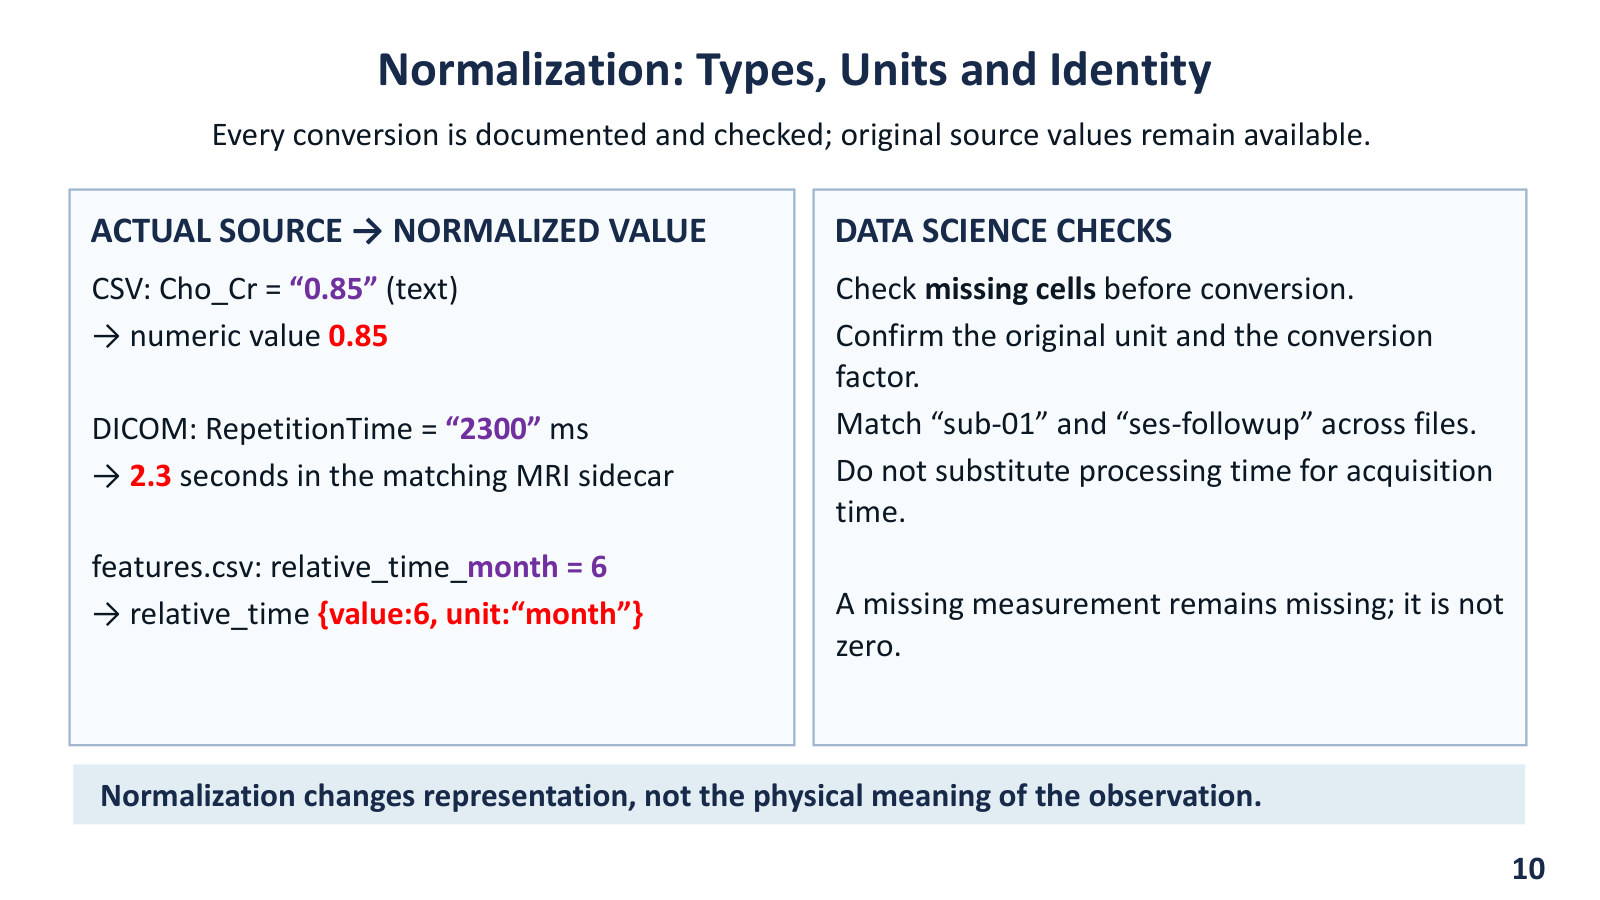 Normalization: Types, Units and Identity
Every conversion is documented and checked; original source values remain available.
ACTUAL SOURCE → NORMALIZED VALUE
CSV: Cho_Cr = “0.85” (text)
→ numeric value 0.85
DICOM: RepetitionTime = “2300” ms
→ 2.3 seconds in the matching MRI sidecar
features.csv: relative_time_month = 6
→ relative_time {value:6, unit:“month”}
DATA SCIENCE CHECKS
Check missing cells before conversion.
Confirm the original unit and the conversion
factor.
Match “sub-01” and “ses-followup” across files.
Do not substitute processing time for acquisition
time.
A missing measurement remains missing; it is not
zero.
Normalization changes representation, not the physical meaning of the observation.
10